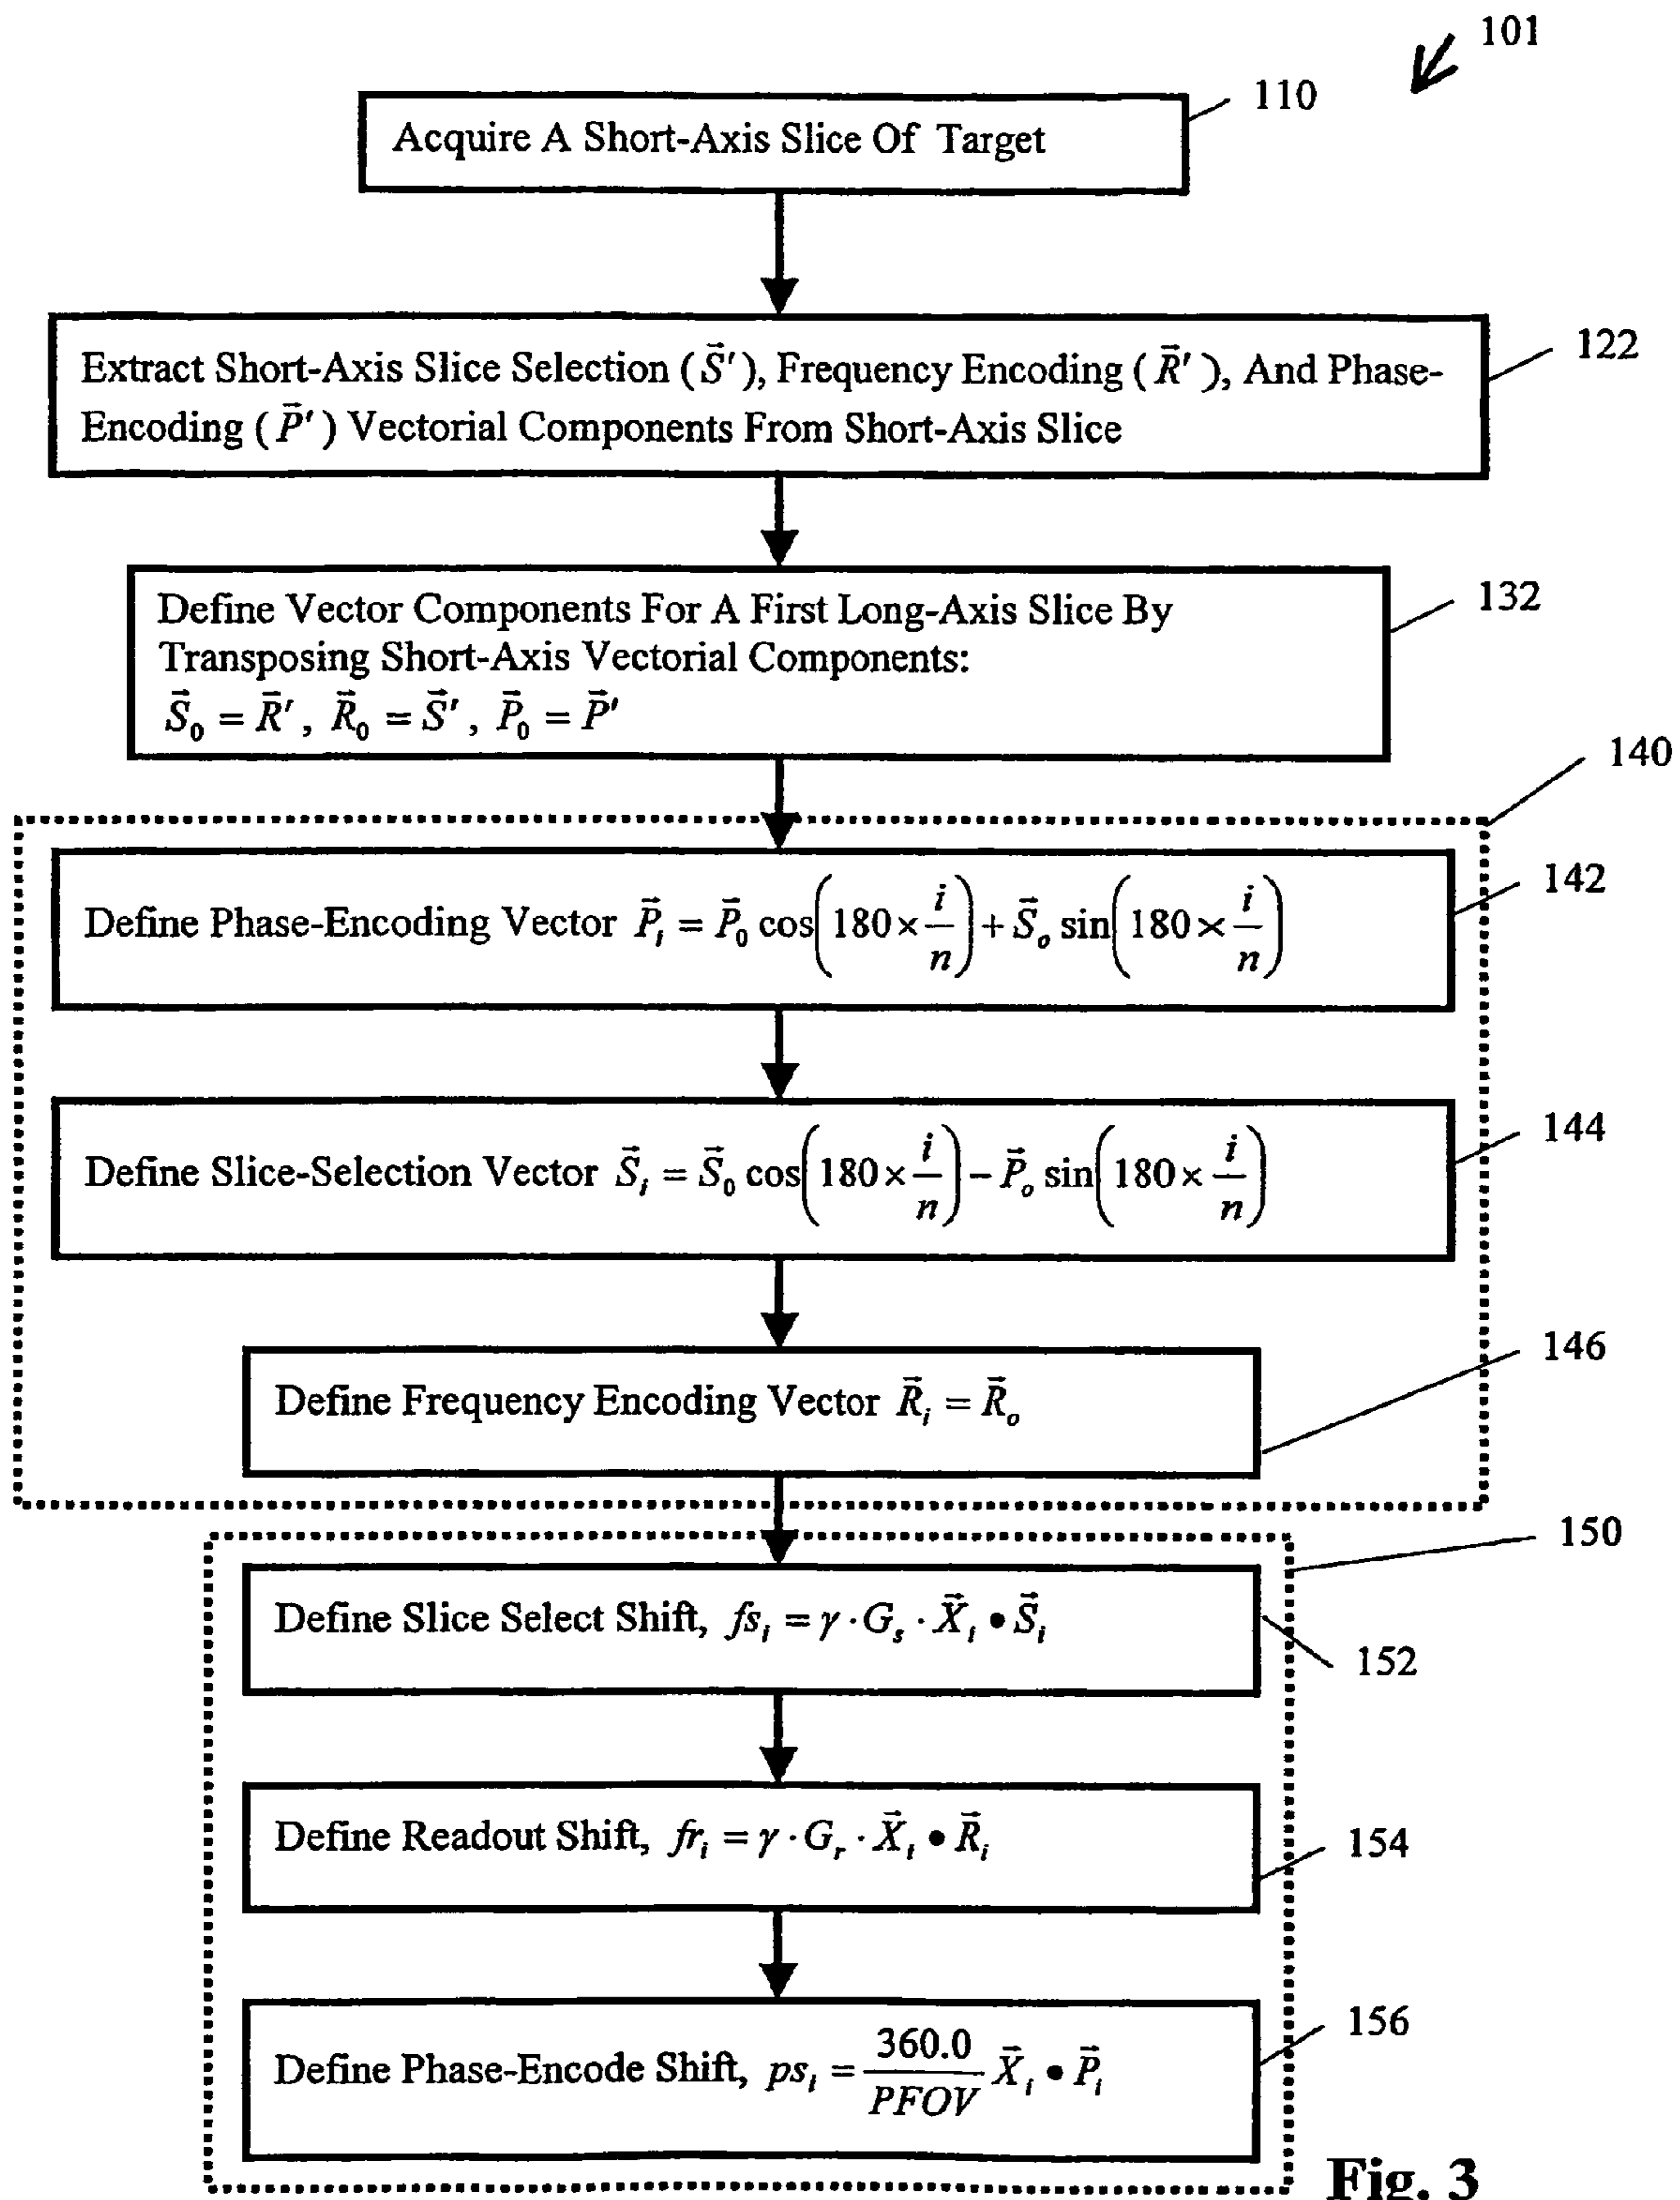 101
110
Acquire A Short-Axis Slice Of Target
122
Extract Short-Axis Slice Selection (S⃗′), Frequency Encoding (R⃗′), And Phase-
Encoding (P⃗′) Vectorial Components From Short-Axis Slice
132
Define Vector Components For A First Long-Axis Slice By
Transposing Short-Axis Vectorial Components:
S⃗₀ = R⃗′, R⃗₀ = S⃗′, P⃗₀ = P⃗′
140
142
Define Phase-Encoding Vector P⃗ᵢ = P⃗₀ cos(180 × i/n) + S⃗ₒ sin(180 × i/n)
144
Define Slice-Selection Vector S⃗ᵢ = S⃗₀ cos(180 × i/n) − P⃗ₒ sin(180 × i/n)
146
Define Frequency Encoding Vector R⃗ᵢ = R⃗ₒ
150
Define Slice Select Shift, fsᵢ = γ · Gₛ · X⃗ᵢ • S⃗ᵢ
152
Define Readout Shift, frᵢ = γ · Gᵣ · X⃗ᵢ • R⃗ᵢ
154
156
Define Phase-Encode Shift, psᵢ = 360.0/PFOV X⃗ᵢ • P⃗ᵢ
Fig. 3